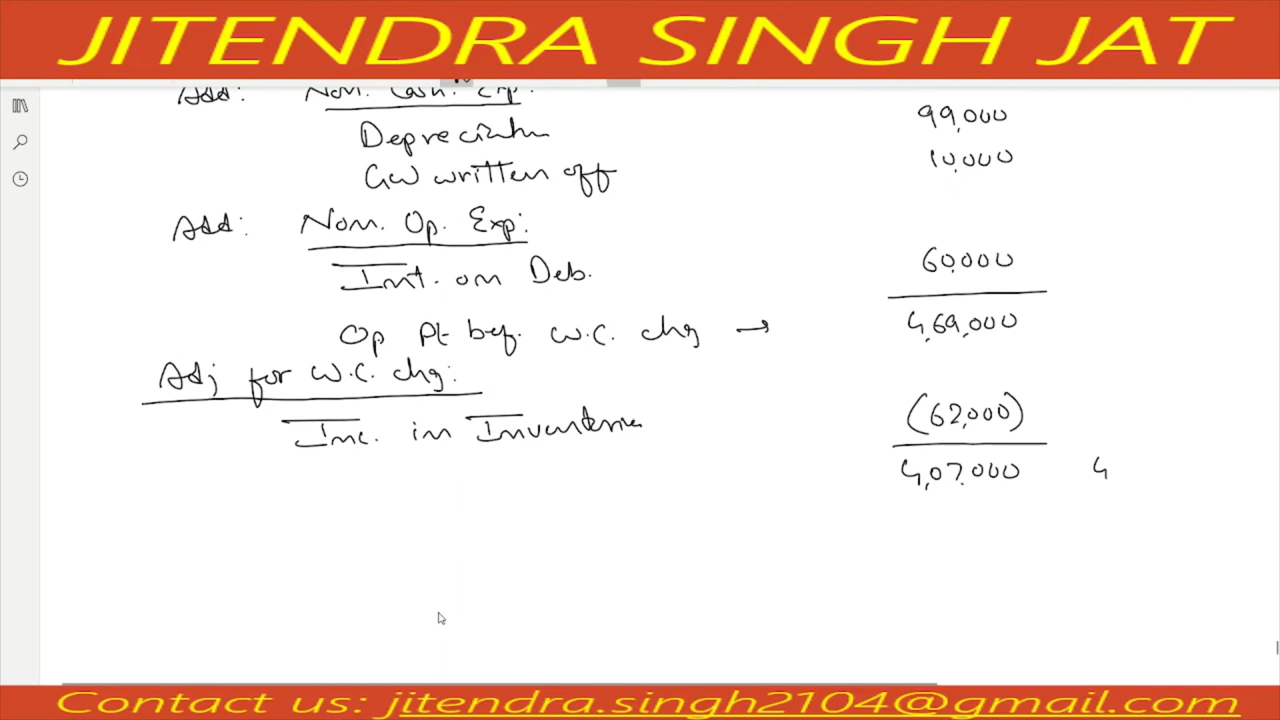 JITENDRA SINGH JAT
Add: Non. Cash. Exp.
Depreciatn 99,000
GW written off 10,000
Add: Non. Op. Exp:
Int. on Deb. 60,000
Op Pt bef. W.C. chg → 4,69,000
Adj for W.C. chg:
Inc. in Inventories (62,000)
4,07,000 4
Contact us: jitendra.singh2104@gmail.com